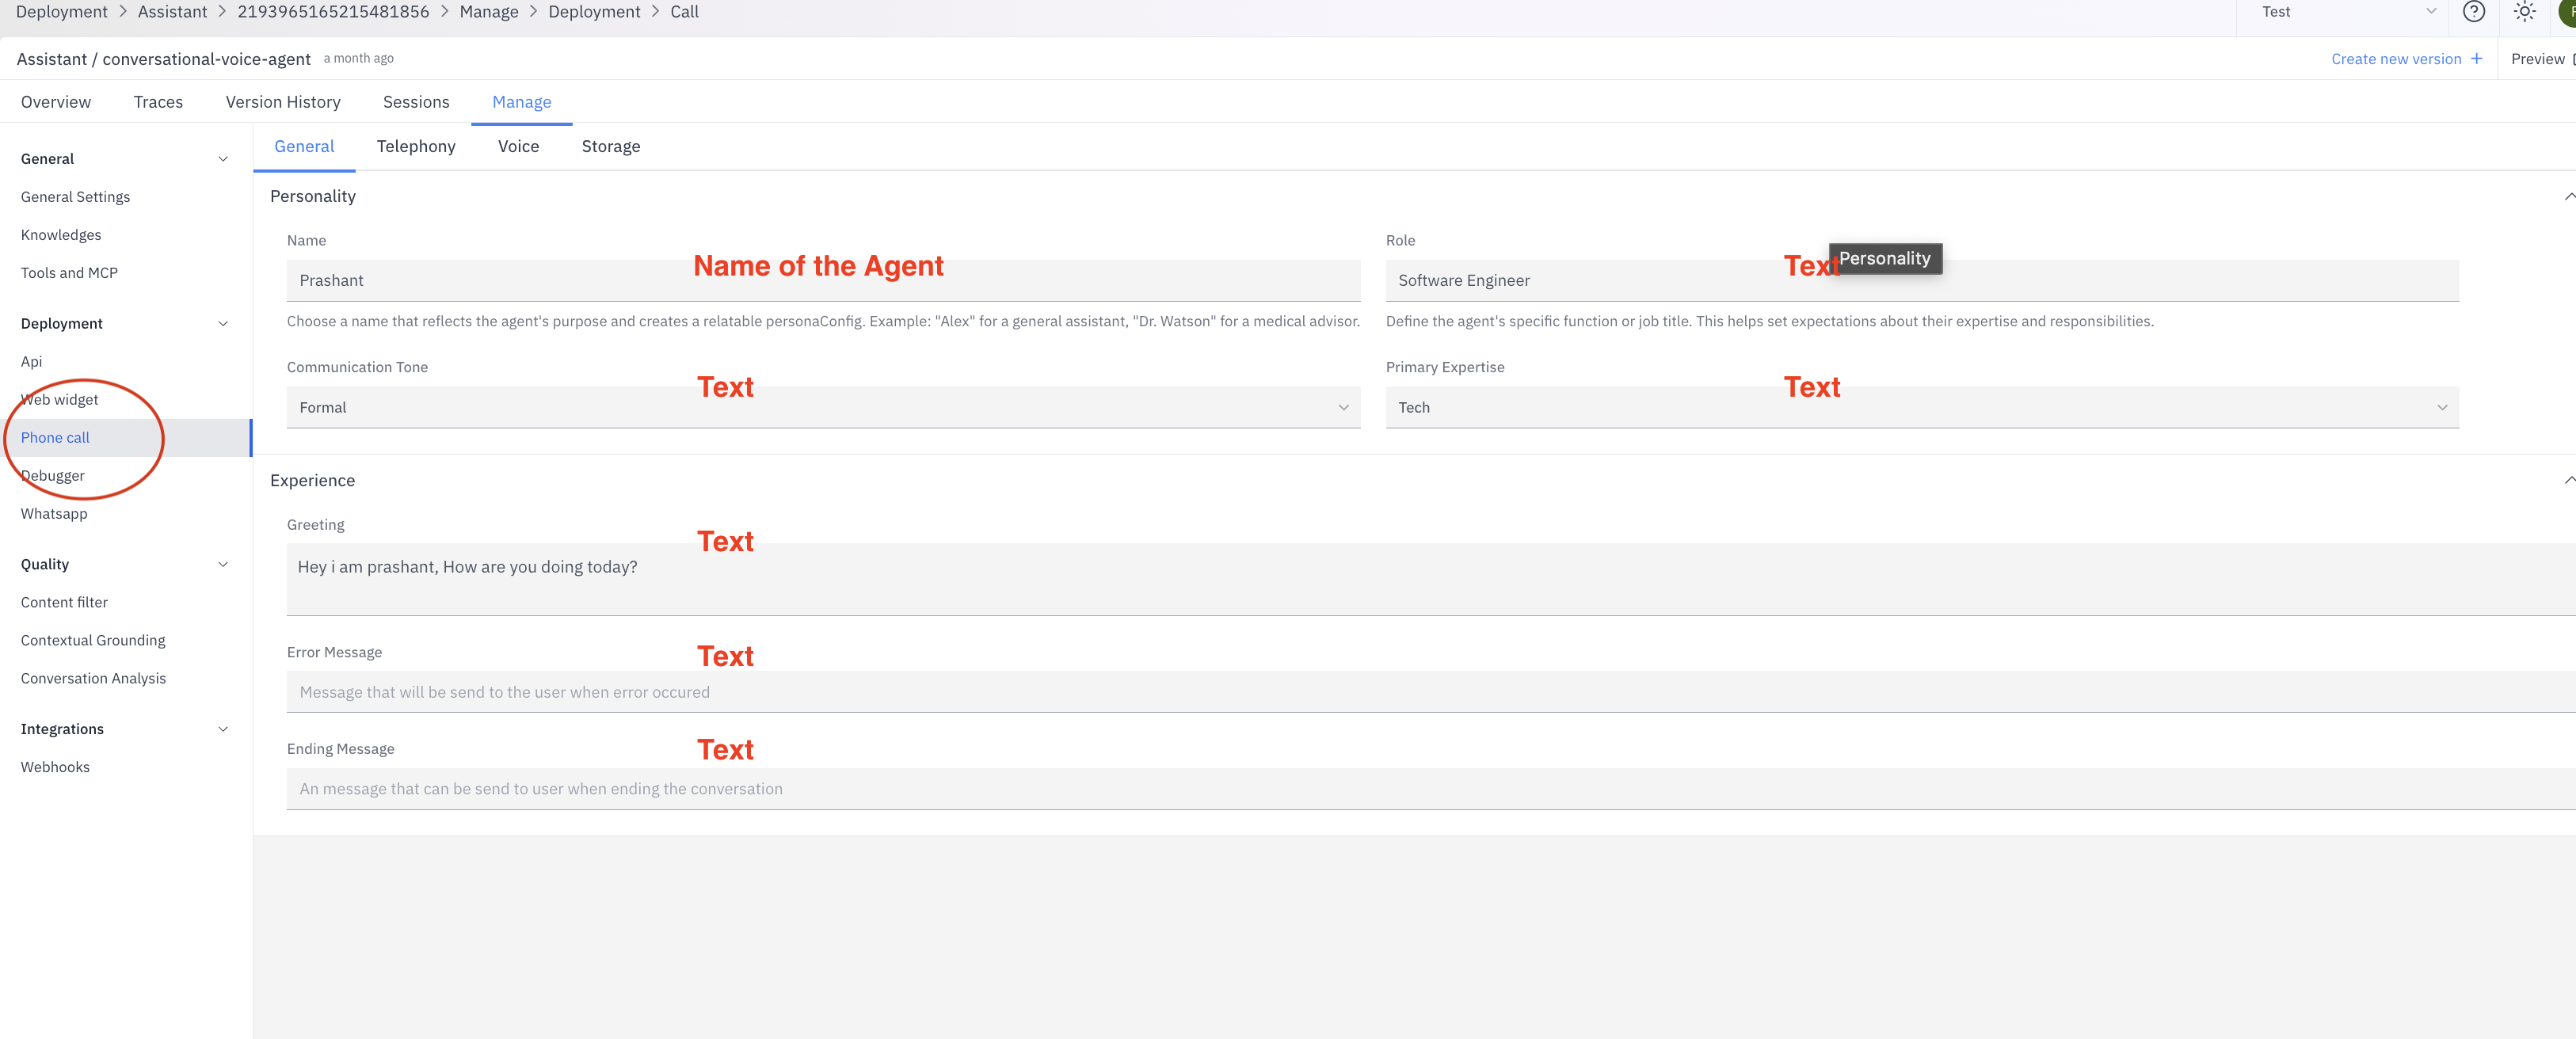 Deployment > Assistant > 2193965165215481856 > Manage > Deployment > Call
Test
Assistant / conversational-voice-agent a month ago
Create new version +
Preview
Overview Traces Version History Sessions Manage
General
General Settings
Knowledges
Tools and MCP
Deployment
Api
Web widget
Phone call
Debugger
Whatsapp
Quality
Content filter
Contextual Grounding
Conversation Analysis
Integrations
Webhooks
General Telephony Voice Storage
Personality
Name
Name of the Agent
Prashant
Choose a name that reflects the agent's purpose and creates a relatable personaConfig. Example: "Alex" for a general assistant, "Dr. Watson" for a medical advisor.
Role
Text
Personality
Software Engineer
Define the agent's specific function or job title. This helps set expectations about their expertise and responsibilities.
Communication Tone
Text
Formal
Primary Expertise
Text
Tech
Experience
Greeting
Text
Hey i am prashant, How are you doing today?
Error Message
Text
Message that will be send to the user when error occured
Ending Message
Text
An message that can be send to user when ending the conversation